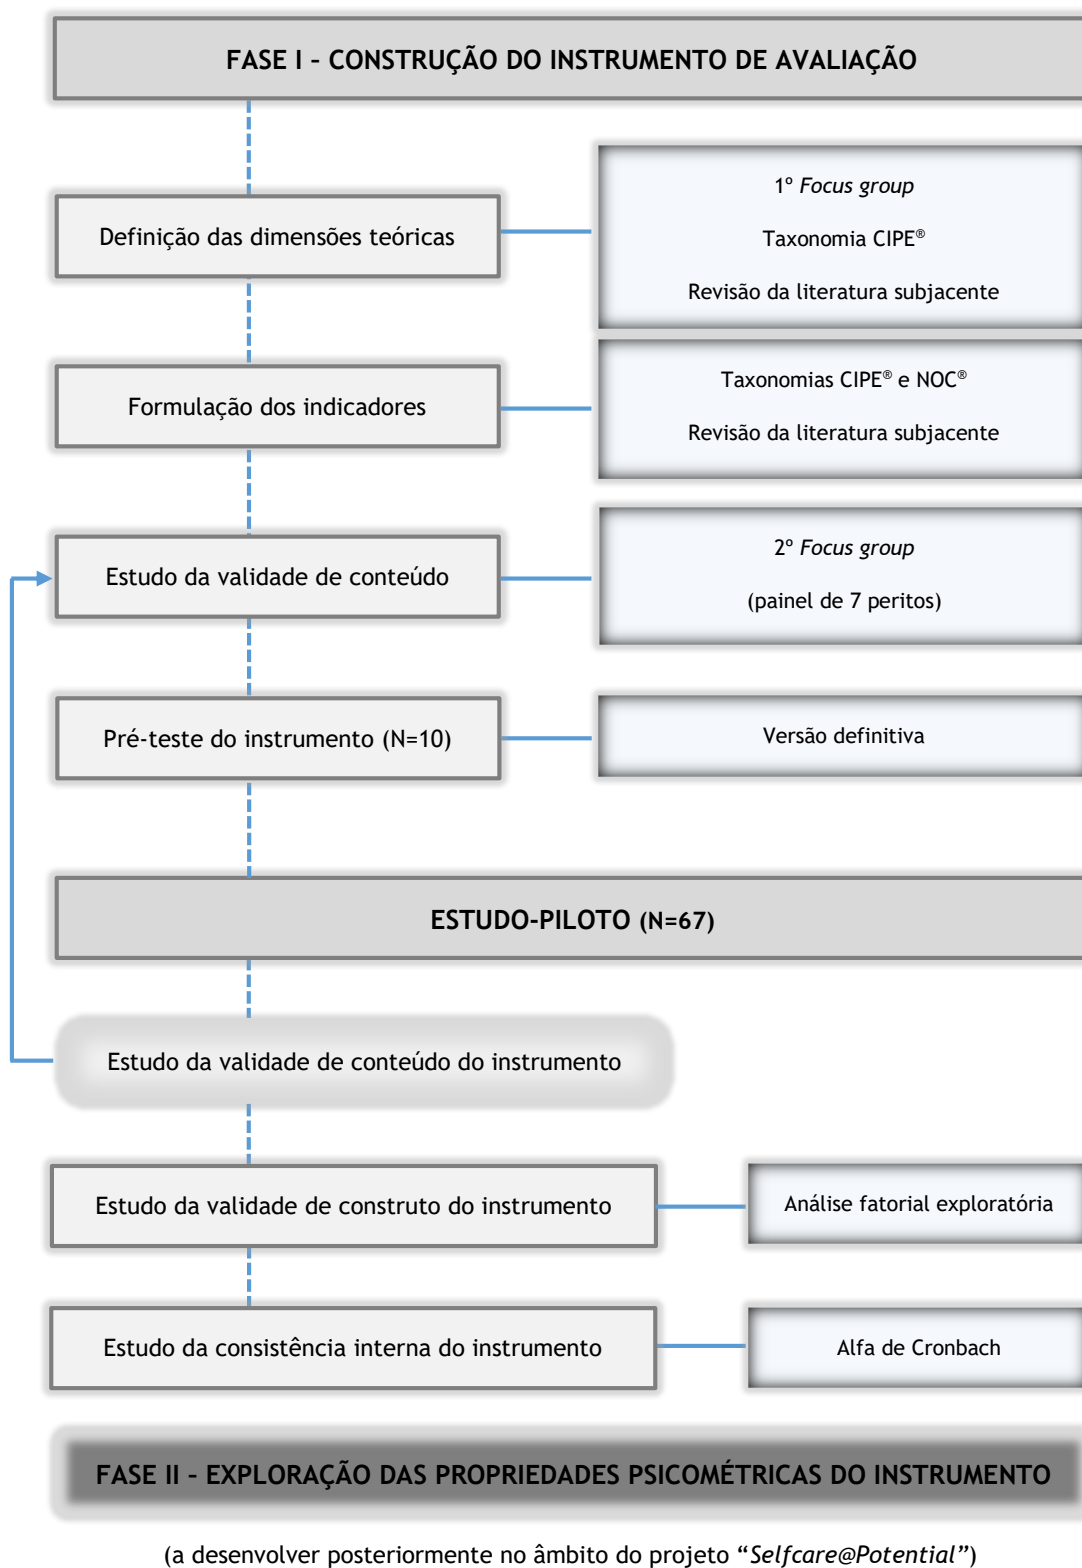 FASE I - CONSTRUÇÃO DO INSTRUMENTO DE AVALIAÇÃO
Definição das dimensões teóricas
1º Focus group
Taxonomia CIPE®
Revisão da literatura subjacente
Formulação dos indicadores
Taxonomias CIPE® e NOC®
Revisão da literatura subjacente
Estudo da validade de conteúdo
2º Focus group
(painel de 7 peritos)
Pré-teste do instrumento (N=10)
Versão definitiva
ESTUDO-PILOTO (N=67)
Estudo da validade de conteúdo do instrumento
Estudo da validade de construto do instrumento
Análise fatorial exploratória
Estudo da consistência interna do instrumento
Alfa de Cronbach
FASE II - EXPLORAÇÃO DAS PROPRIEDADES PSICOMÉTRICAS DO INSTRUMENTO
(a desenvolver posteriormente no âmbito do projeto “Selfcare@Potential”)